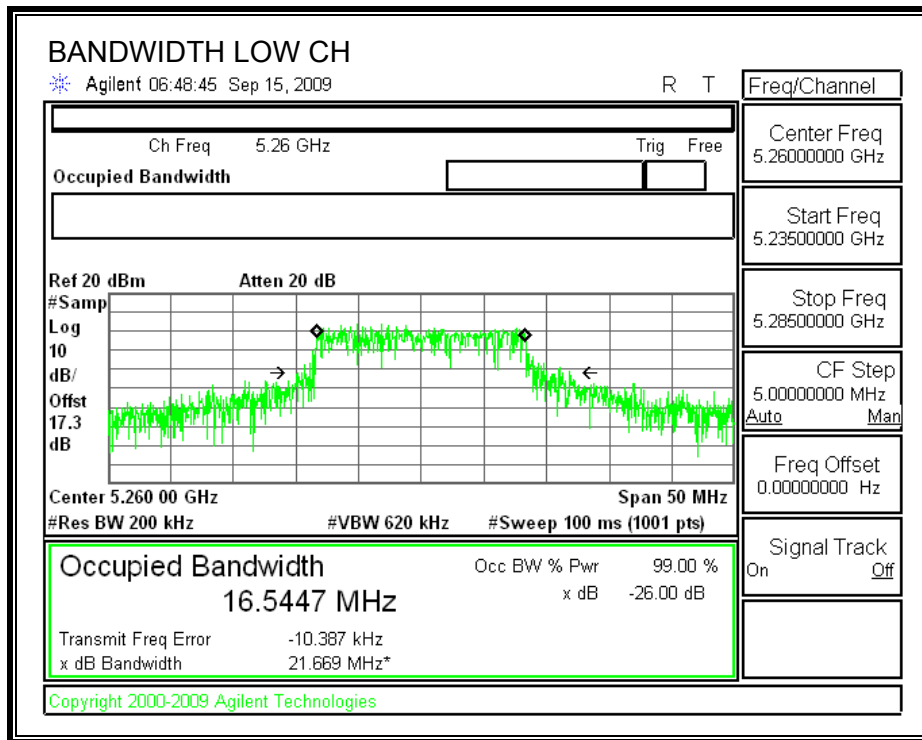 BANDWIDTH LOW CH
Agilent 06:48:45 Sep 15, 2009 R T
Freq/Channel
Ch Freq 5.26 GHz Trig Free
Occupied Bandwidth
Center Freq
5.26000000 GHz
Start Freq
5.23500000 GHz
Stop Freq
5.28500000 GHz
CF Step
5.00000000 MHz
Auto Man
Freq Offset
0.00000000 Hz
Signal Track
On Off
Ref 20 dBm Atten 20 dB
#Samp
Log
10
dB/
Offst
17.3
dB
Center 5.260 00 GHz Span 50 MHz
#Res BW 200 kHz #VBW 620 kHz #Sweep 100 ms (1001 pts)
Occupied Bandwidth Occ BW % Pwr 99.00 %
16.5447 MHz x dB -26.00 dB
Transmit Freq Error -10.387 kHz
x dB Bandwidth 21.669 MHz*
Copyright 2000-2009 Agilent Technologies